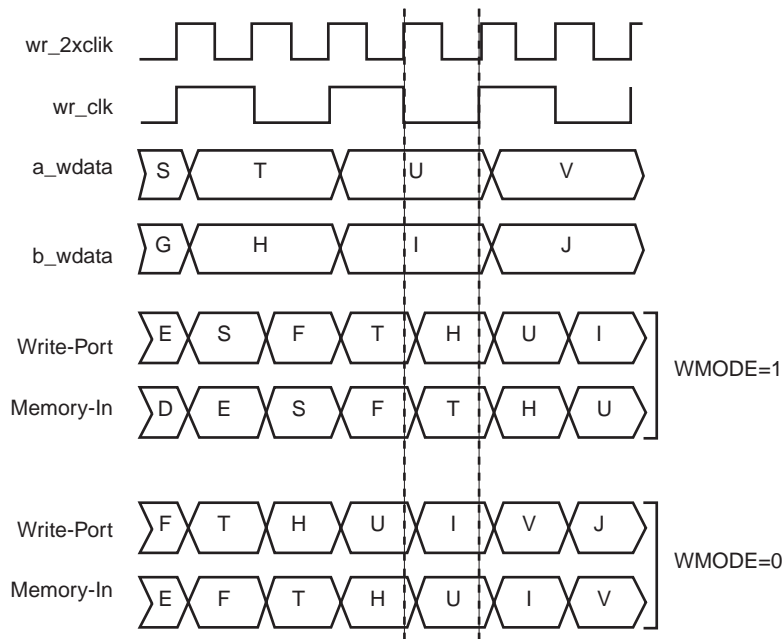 wr_2xclik
wr_clk
a_wdata S T U V
b_wdata G H I J
Write-Port E S F T H U I
WMODE=1
Memory-In D E S F T H U
Write-Port F T H U I V J
WMODE=0
Memory-In E F T H U I V